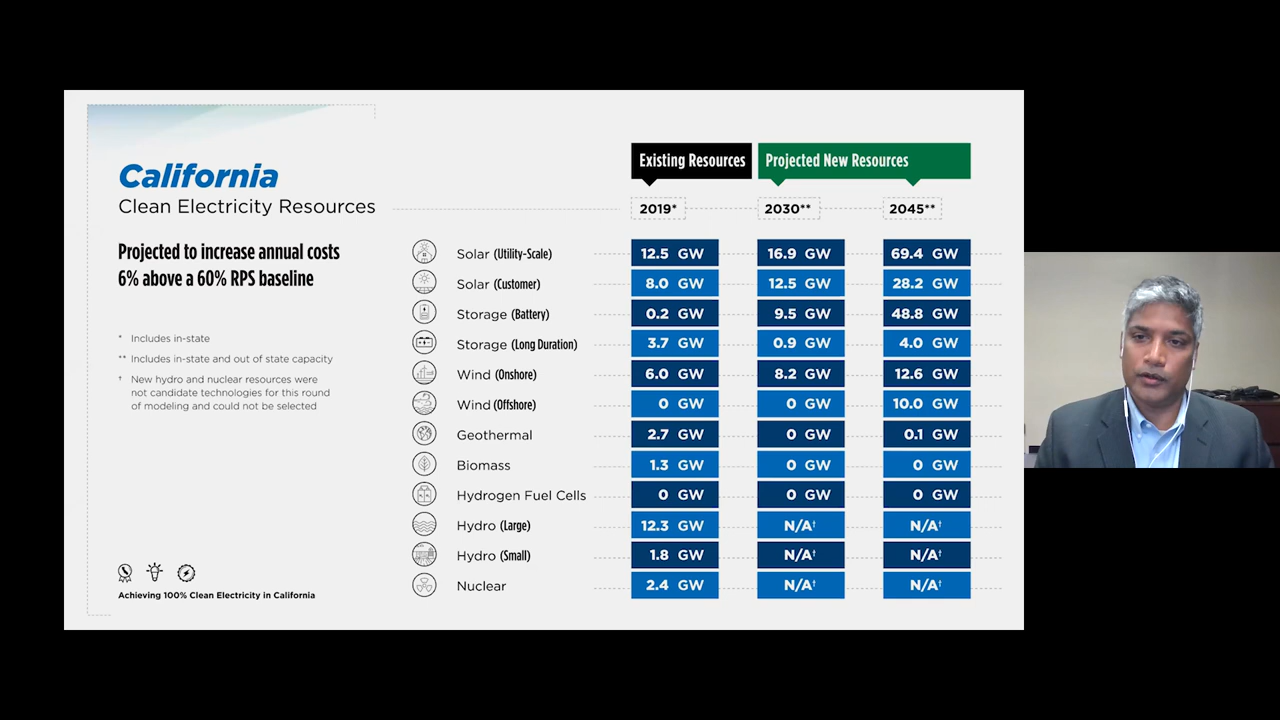 California
Clean Electricity Resources
Projected to increase annual costs
6% above a 60% RPS baseline
* Includes in-state
** Includes in-state and out of state capacity
† New hydro and nuclear resources were
not candidate technologies for this round
of modeling and could not be selected
Achieving 100% Clean Electricity in California
Existing Resources Projected New Resources
2019* 2030** 2045**
Solar (Utility-Scale) 12.5 GW 16.9 GW 69.4 GW
Solar (Customer) 8.0 GW 12.5 GW 28.2 GW
Storage (Battery) 0.2 GW 9.5 GW 48.8 GW
Storage (Long Duration) 3.7 GW 0.9 GW 4.0 GW
Wind (Onshore) 6.0 GW 8.2 GW 12.6 GW
Wind (Offshore) 0 GW 0 GW 10.0 GW
Geothermal 2.7 GW 0 GW 0.1 GW
Biomass 1.3 GW 0 GW 0 GW
Hydrogen Fuel Cells 0 GW 0 GW 0 GW
Hydro (Large) 12.3 GW N/A† N/A†
Hydro (Small) 1.8 GW N/A† N/A†
Nuclear 2.4 GW N/A† N/A†